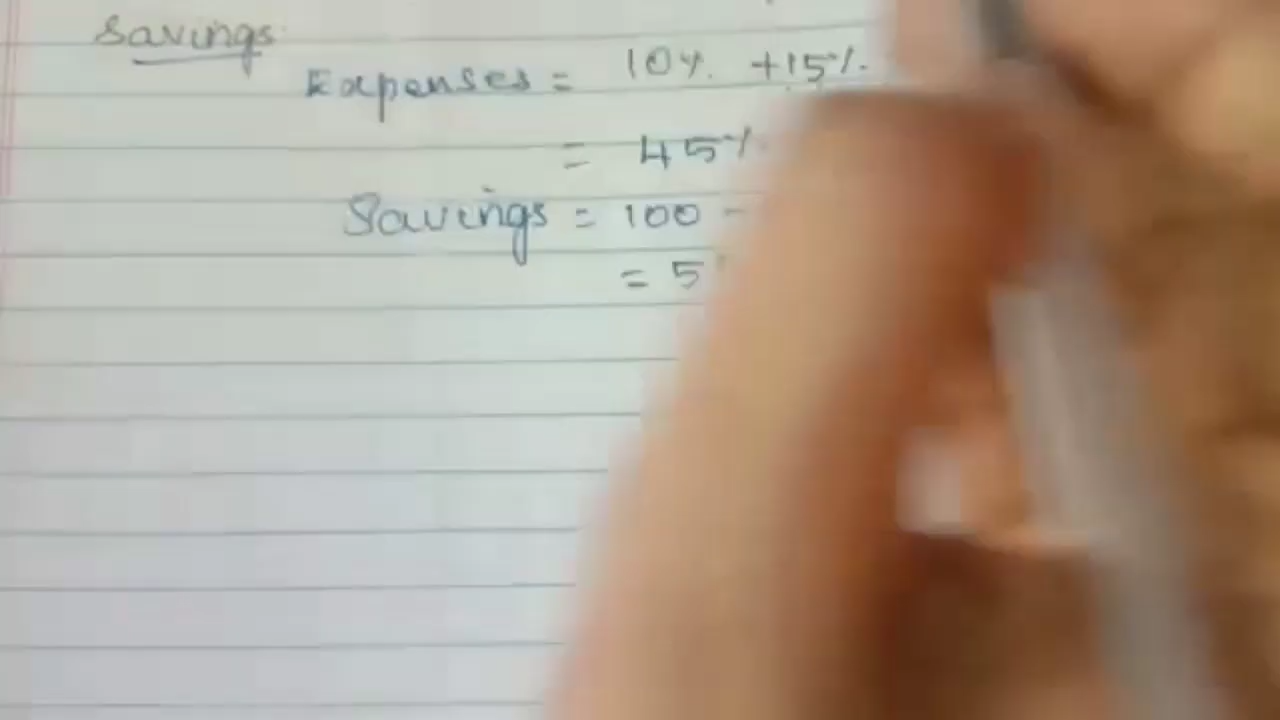 Savings
Expenses = 10% +15%
= 45%
Savings = 100 -
= 5